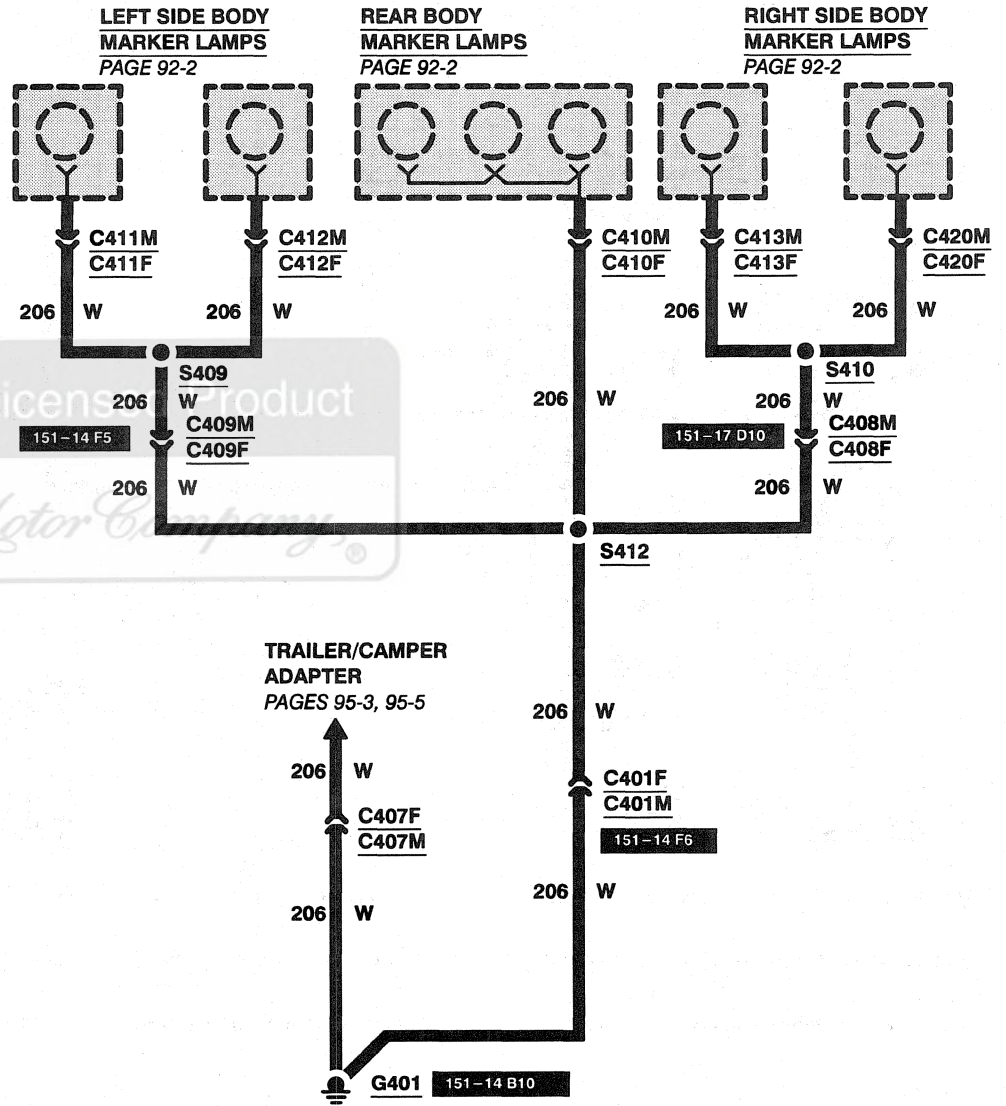 LEFT SIDE BODY
MARKER LAMPS
PAGE 92-2
REAR BODY
MARKER LAMPS
PAGE 92-2
RIGHT SIDE BODY
MARKER LAMPS
PAGE 92-2
C411M
C411F
C412M
C412F
C410M
C410F
C413M
C413F
C420M
C420F
206 W
206 W
206 W
206 W
S409
S410
206 W
206 W
206 W
151-14 F5
C409M
C409F
151-17 D10
C408M
C408F
206 W
206 W
icensed Product
Motor Company
®
S412
TRAILER/CAMPER
ADAPTER
PAGES 95-3, 95-5
206 W
206 W
C401F
C401M
C407F
C407M
151-14 F6
206 W
206 W
G401
151-14 B10